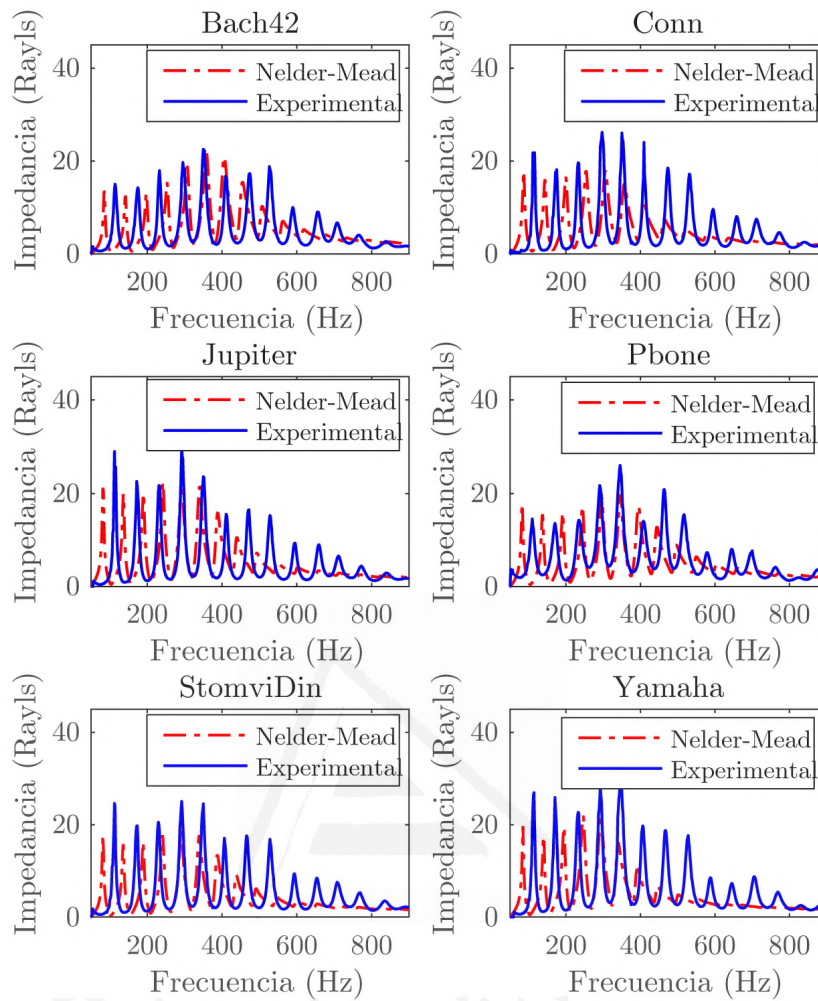 Bach42
Impedancia (Rayls)
40
20
0
Nelder-Mead
Experimental
200 400 600 800
Frecuencia (Hz)
Conn
Impedancia (Rayls)
40
20
0
Nelder-Mead
Experimental
200 400 600 800
Frecuencia (Hz)
Jupiter
Impedancia (Rayls)
40
20
0
Nelder-Mead
Experimental
200 400 600 800
Frecuencia (Hz)
Pbone
Impedancia (Rayls)
40
20
0
Nelder-Mead
Experimental
200 400 600 800
Frecuencia (Hz)
StomviDin
Impedancia (Rayls)
40
20
0
Nelder-Mead
Experimental
200 400 600 800
Frecuencia (Hz)
Yamaha
Impedancia (Rayls)
40
20
0
Nelder-Mead
Experimental
200 400 600 800
Frecuencia (Hz)